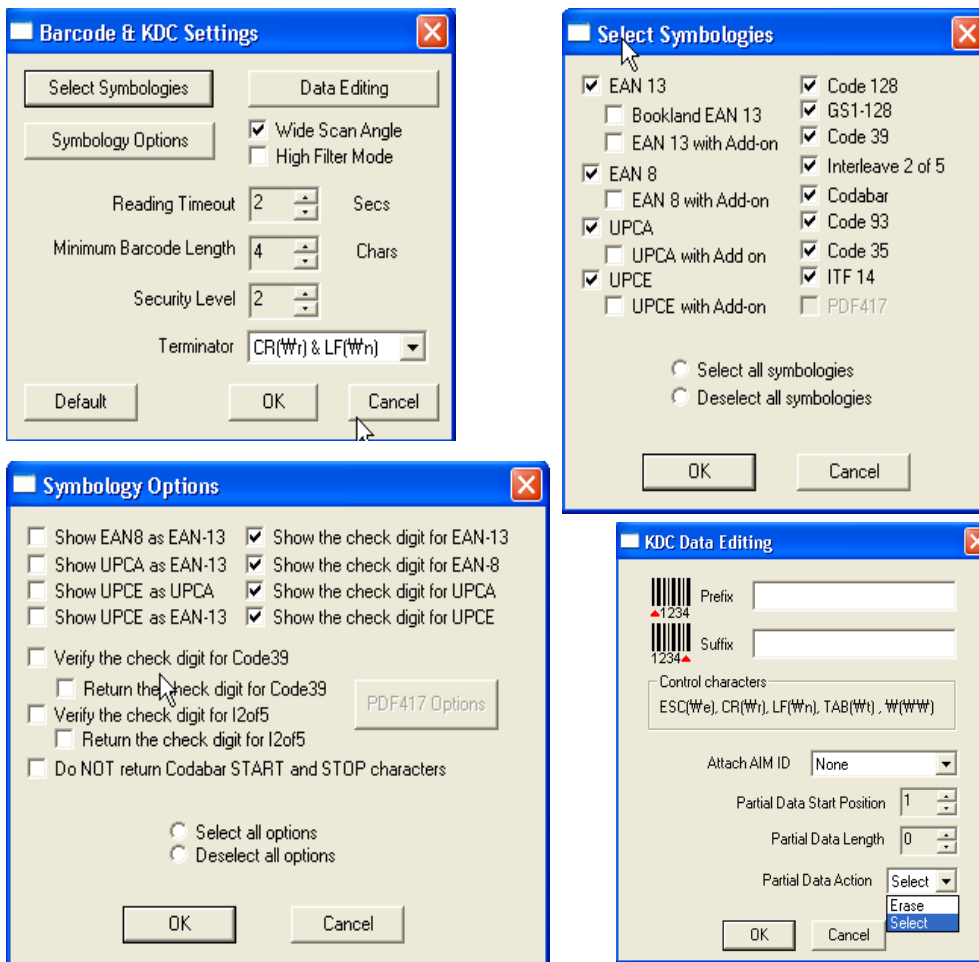 Barcode & KDC Settings
Select Symbologies
Data Editing
Symbology Options
Wide Scan Angle
High Filter Mode
Reading Timeout 2 Secs
Minimum Barcode Length 4 Chars
Security Level 2
Terminator CR(₩r) & LF(₩n)
Default OK Cancel
Select Symbologies
EAN 13
Bookland EAN 13
EAN 13 with Add-on
EAN 8
EAN 8 with Add-on
UPCA
UPCA with Add on
UPCE
UPCE with Add-on
Code 128
GS1-128
Code 39
Interleave 2 of 5
Codabar
Code 93
Code 35
ITF 14
PDF417
Select all symbologies
Deselect all symbologies
OK Cancel
Symbology Options
Show EAN8 as EAN-13 Show the check digit for EAN-13
Show UPCA as EAN-13 Show the check digit for EAN-8
Show UPCE as UPCA Show the check digit for UPCA
Show UPCE as EAN-13 Show the check digit for UPCE
Verify the check digit for Code39
Return the check digit for Code39
Verify the check digit for I2of5
Return the check digit for I2of5
PDF417 Options
Do NOT return Codabar START and STOP characters
Select all options
Deselect all options
OK Cancel
KDC Data Editing
1234 Prefix
1234 Suffix
Control characters
ESC(₩e), CR(₩r), LF(₩n), TAB(₩t) , ₩(₩₩)
Attach AIM ID None
Partial Data Start Position 1
Partial Data Length 0
Partial Data Action Select
Erase
Select
OK Cancel